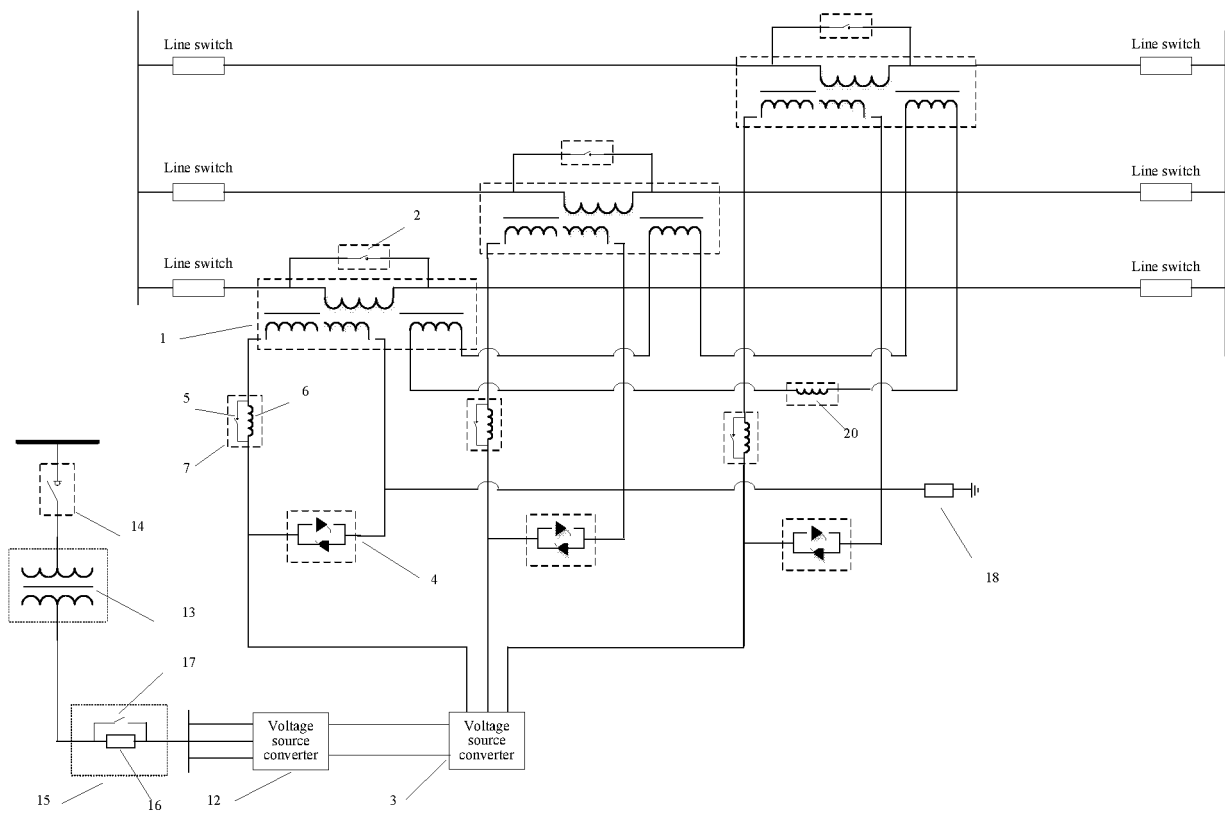 Line switch
Line switch
Line switch
Line switch
2
Line switch
Line switch
1
5
6
20
7
14
4
18
13
17
Voltage
source
converter
Voltage
source
converter
15
16
12
3